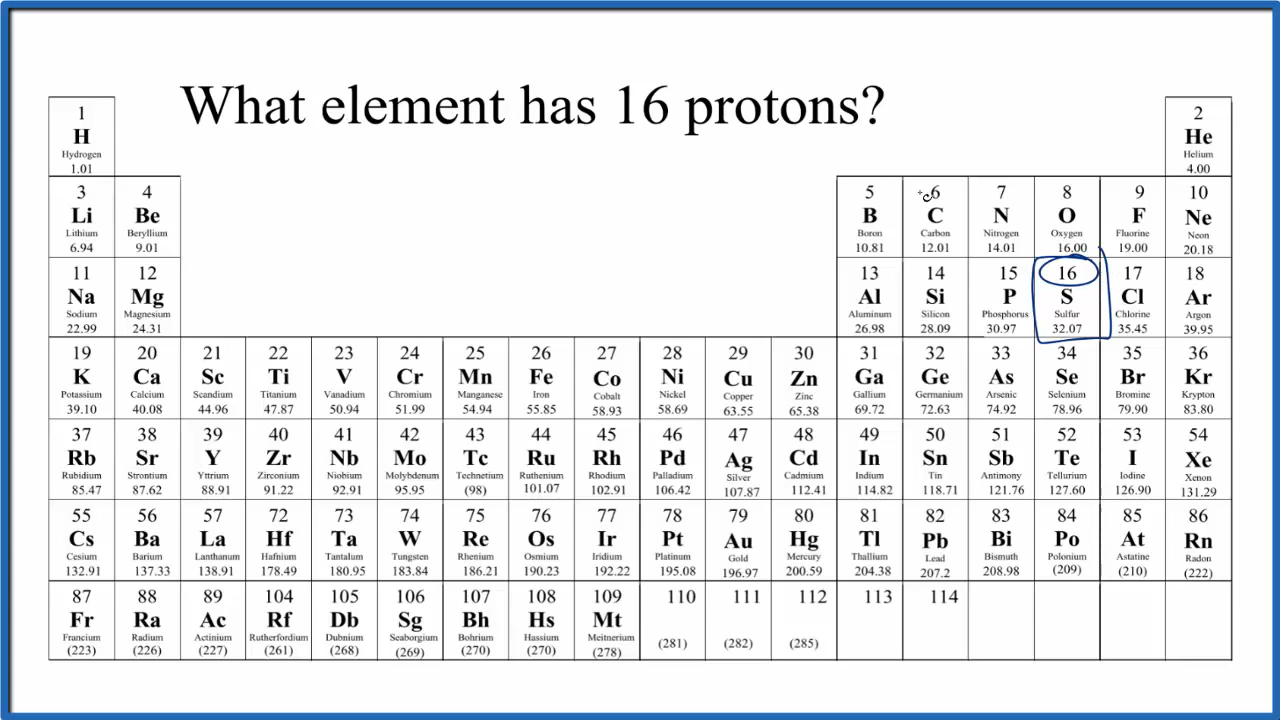 What element has 16 protons?
1 2
H He
Hydrogen Helium
1.01 4.00
3 4 5 6 7 8 9 10
Li Be B C N O F Ne
Lithium Beryllium Boron Carbon Nitrogen Oxygen Fluorine Neon
6.94 9.01 10.81 12.01 14.01 16.00 19.00 20.18
11 12 13 14 15 16 17 18
Na Mg Al Si P S Cl Ar
Sodium Magnesium Aluminum Silicon Phosphorus Sulfur Chlorine Argon
22.99 24.31 26.98 28.09 30.97 32.07 35.45 39.95
19 20 21 22 23 24 25 26 27 28 29 30 31 32 33 34 35 36
K Ca Sc Ti V Cr Mn Fe Co Ni Cu Zn Ga Ge As Se Br Kr
Potassium Calcium Scandium Titanium Vanadium Chromium Manganese Iron Cobalt Nickel Copper Zinc Gallium Germanium Arsenic Selenium Bromine Krypton
39.10 40.08 44.96 47.87 50.94 51.99 54.94 55.85 58.93 58.69 63.55 65.38 69.72 72.63 74.92 78.96 79.90 83.80
37 38 39 40 41 42 43 44 45 46 47 48 49 50 51 52 53 54
Rb Sr Y Zr Nb Mo Tc Ru Rh Pd Ag Cd In Sn Sb Te I Xe
Rubidium Strontium Yttrium Zirconium Niobium Molybdenum Technetium Ruthenium Rhodium Palladium Silver Cadmium Indium Tin Antimony Tellurium Iodine Xenon
85.47 87.62 88.91 91.22 92.91 95.95 (98) 101.07 102.91 106.42 107.87 112.41 114.82 118.71 121.76 127.60 126.90 131.29
55 56 57 72 73 74 75 76 77 78 79 80 81 82 83 84 85 86
Cs Ba La Hf Ta W Re Os Ir Pt Au Hg Tl Pb Bi Po At Rn
Cesium Barium Lanthanum Hafnium Tantalum Tungsten Rhenium Osmium Iridium Platinum Gold Mercury Thallium Lead Bismuth Polonium Astatine Radon
132.91 137.33 138.91 178.49 180.95 183.84 186.21 190.23 192.22 195.08 196.97 200.59 204.38 207.2 208.98 (209) (210) (222)
87 88 89 104 105 106 107 108 109 110 111 112 113 114
Fr Ra Ac Rf Db Sg Bh Hs Mt
Francium Radium Actinium Rutherfordium Dubnium Seaborgium Bohrium Hassium Meitnerium
(223) (226) (227) (261) (268) (269) (270) (270) (278) (281) (282) (285)